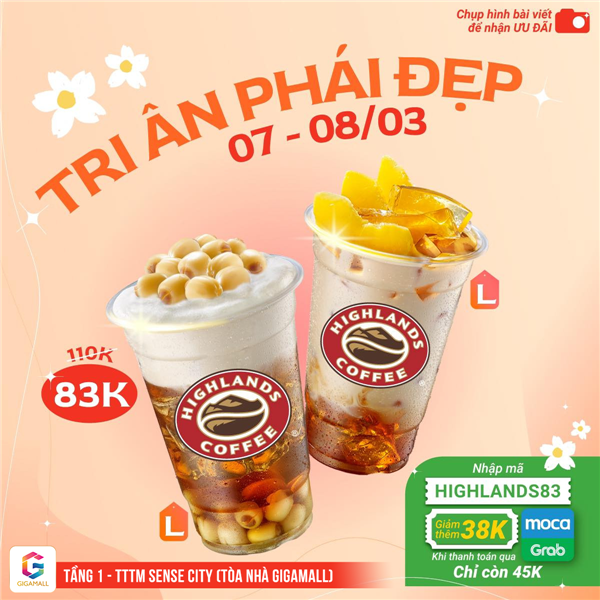 Chụp hình bài viết
để nhận ƯU ĐÃI
TRI ÂN PHÁI ĐẸP
07 - 08/03
L
HIGHLANDS
COFFEE
®
110K
83K
HIGHLANDS
COFFEE
®
L
Nhập mã
HIGHLANDS83
Giảm
thêm 38K
moca
Grab
Khi thanh toán qua
Chỉ còn 45K
GIGAMALL
TẦNG 1 - TTTM SENSE CITY (TÒA NHÀ GIGAMALL)